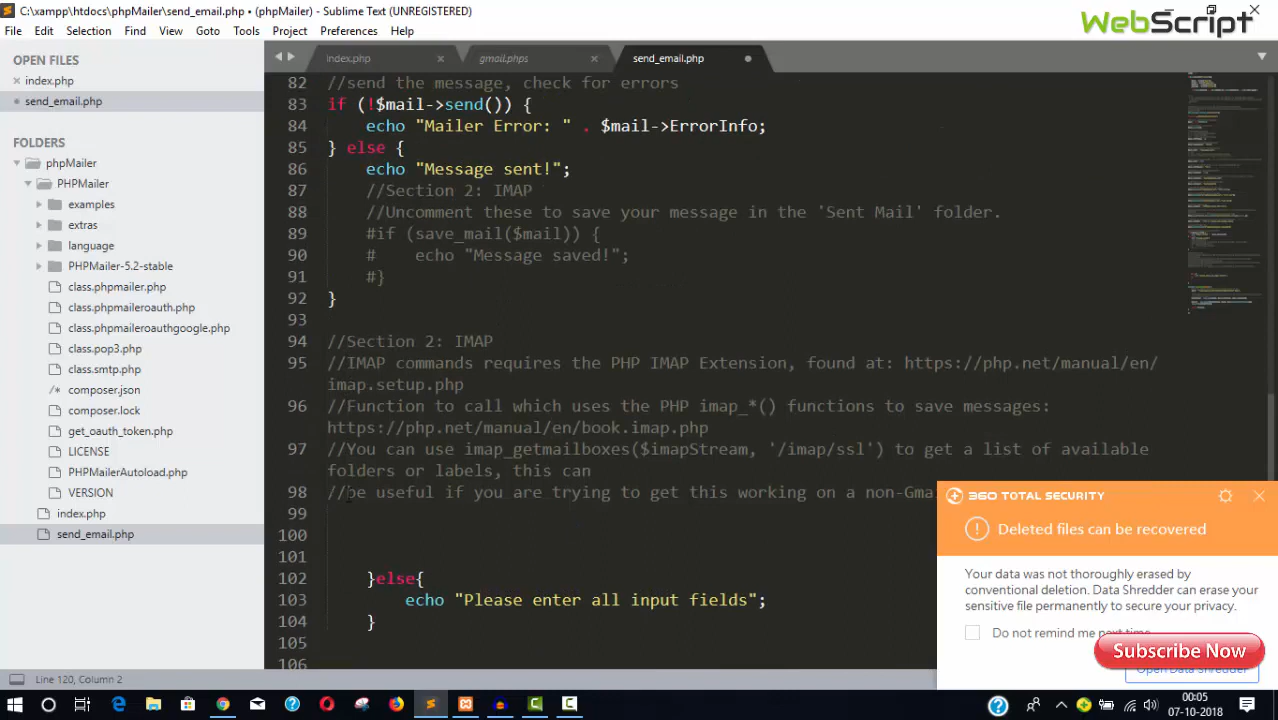 C:\xampp\htdocs\phpMailer\send_email.php • (phpMailer) - Sublime Text (UNREGISTERED)
WebScript
File Edit Selection Find View Goto Tools Project Preferences Help
OPEN FILES
index.php
send_email.php
FOLDERS
phpMailer
PHPMailer
examples
extras
language
PHPMailer-5.2-stable
class.phpmailer.php
class.phpmaileroauth.php
class.phpmaileroauthgoogle.php
class.pop3.php
class.smtp.php
composer.json
composer.lock
get_oauth_token.php
LICENSE
PHPMailerAutoload.php
VERSION
index.php
send_email.php
index.php gmail.phps send_email.php
82 //send the message, check for errors
83 if (!$mail->send()) {
84 echo "Mailer Error: " . $mail->ErrorInfo;
85 } else {
86 echo "Message sent!";
87 //Section 2: IMAP
88 //Uncomment these to save your message in the 'Sent Mail' folder.
89 #if (save_mail($mail)) {
90 # echo "Message saved!";
91 #}
92 }
93
94 //Section 2: IMAP
95 //IMAP commands requires the PHP IMAP Extension, found at: https://php.net/manual/en/
imap.setup.php
96 //Function to call which uses the PHP imap_*() functions to save messages:
https://php.net/manual/en/book.imap.php
97 //You can use imap_getmailboxes($imapStream, '/imap/ssl') to get a list of available
folders or labels, this can
98 //be useful if you are trying to get this working on a
99
100
101
102 }else{
103 echo "Please enter all input fields";
104 }
105
106
360 TOTAL SECURITY
Deleted files can be recovered
Your data was not thoroughly erased by
conventional deletion. Data Shredder can erase your
sensitive file permanently to secure your privacy.
Do not remind me next time
Subscribe Now
Open Data Shredder
Line 120, Column 2
00:05
07-10-2018